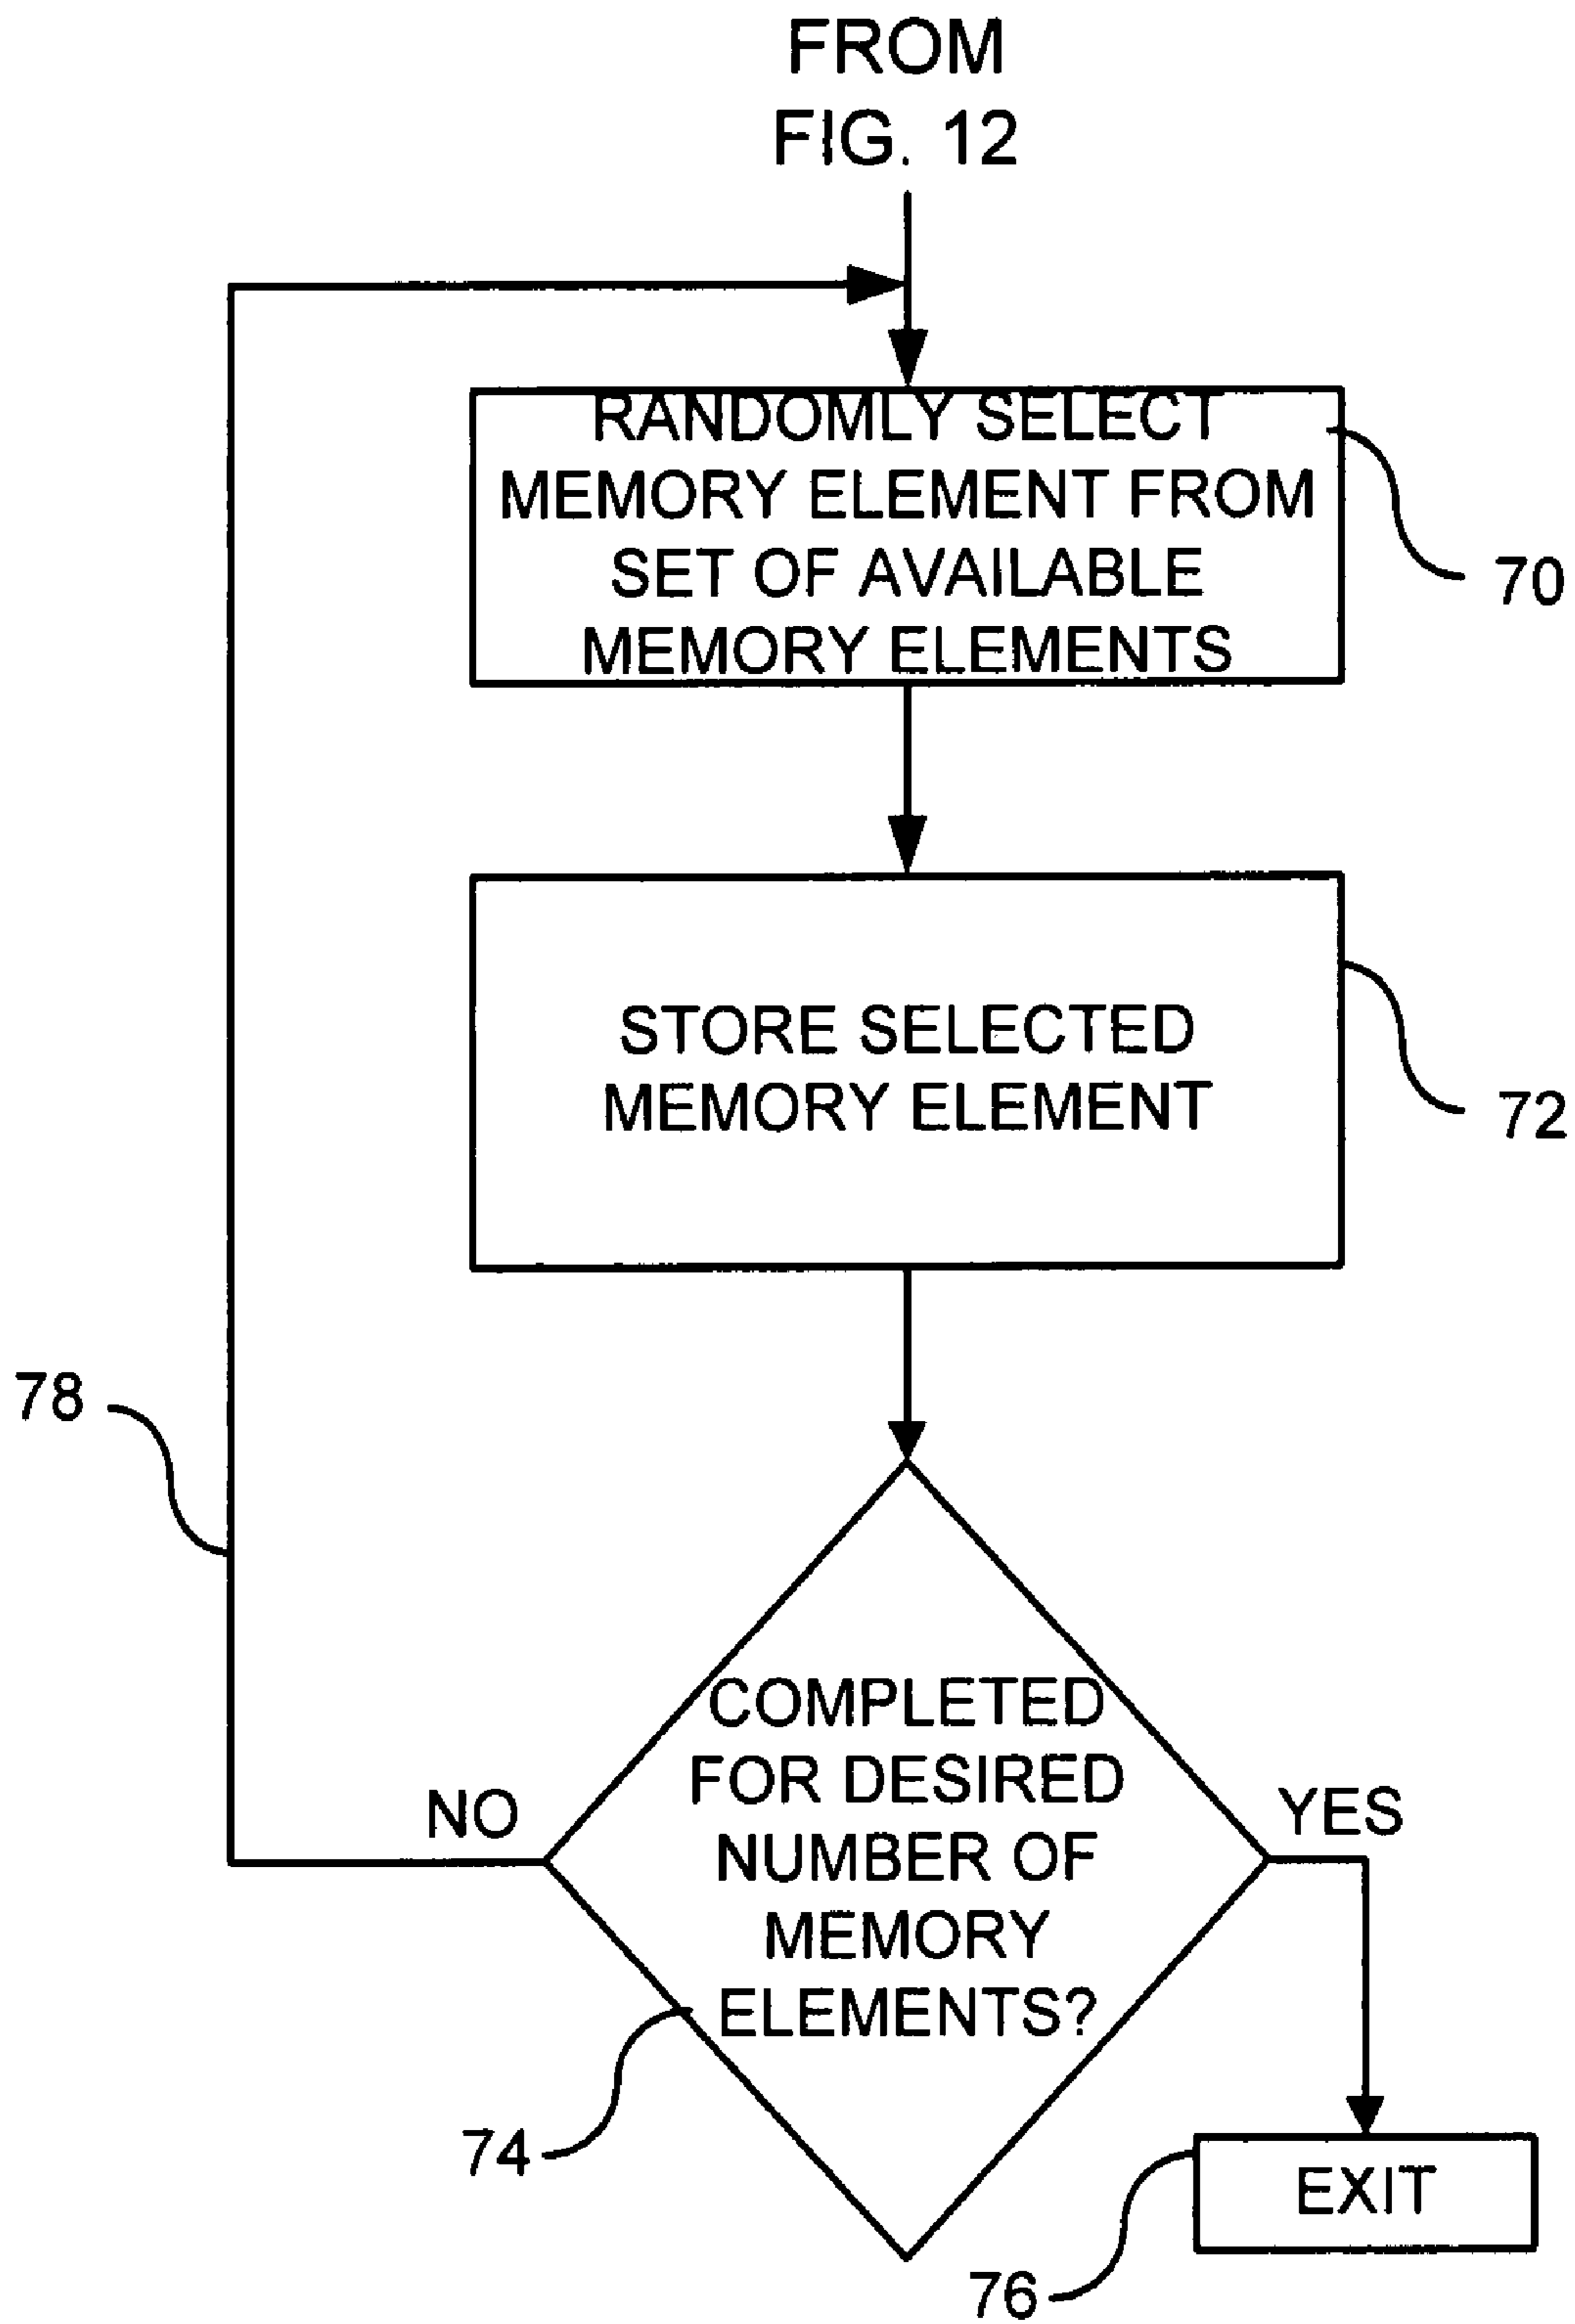 FROM
FIG. 12
RANDOMLY SELECT
MEMORY ELEMENT FROM
SET OF AVAILABLE
MEMORY ELEMENTS
70
STORE SELECTED
MEMORY ELEMENT
72
78
COMPLETED
FOR DESIRED
NUMBER OF
MEMORY
ELEMENTS?
NO
YES
74
EXIT
76